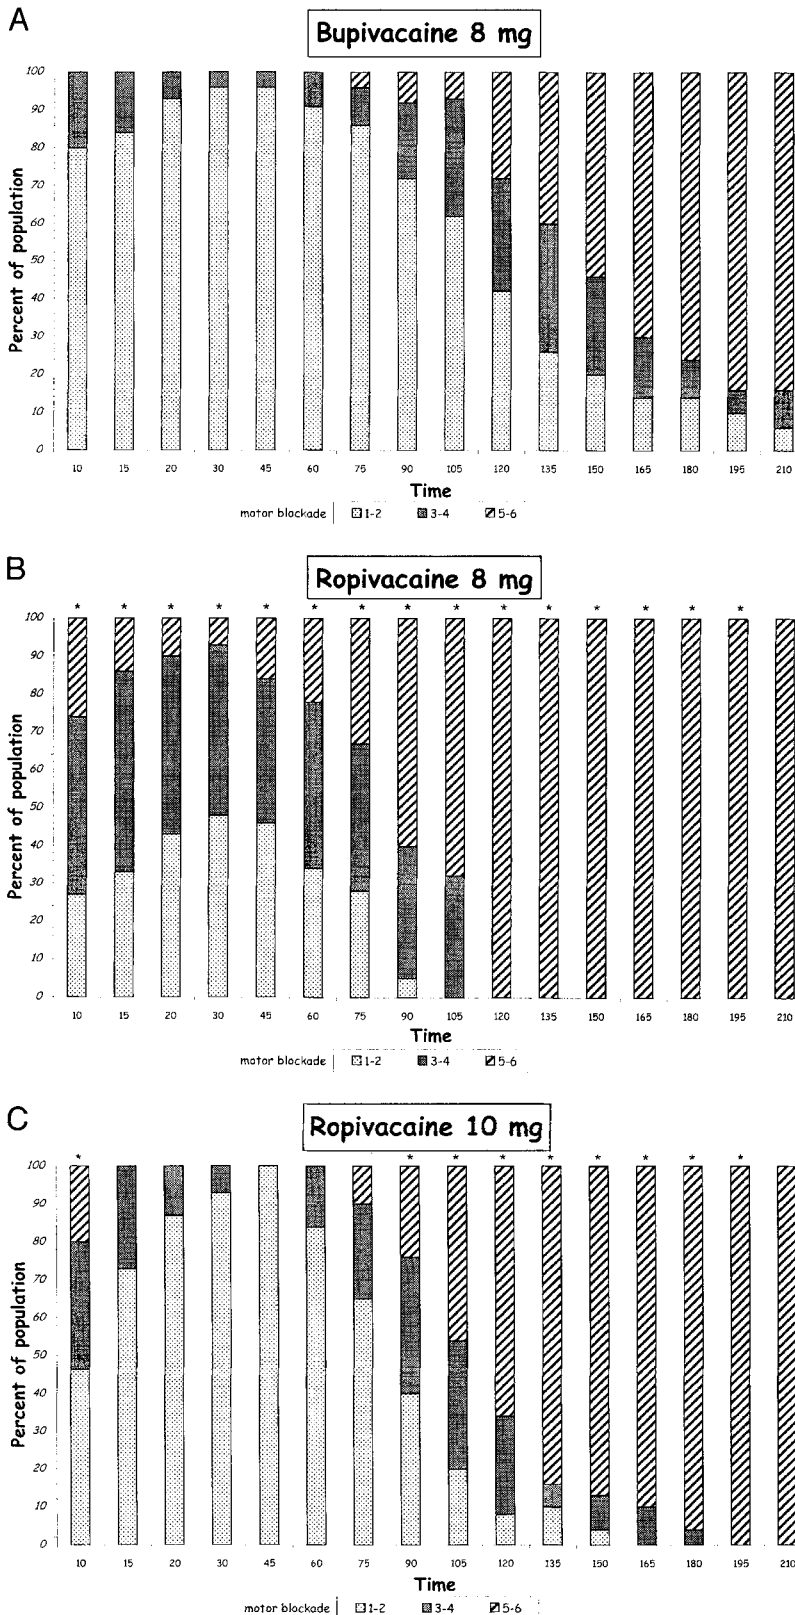 A
Bupivacaine 8 mg
100
90
80
70
60
50
40
30
20
10
0
Percent of population
10 15 20 30 45 60 75 90 105 120 135 150 165 180 195 210
Time
motor blockade 1-2 3-4 5-6
B
Ropivacaine 8 mg
* * * * * * * * * * * * * * *
100
90
80
70
60
50
40
30
20
10
0
Percent of population
10 15 20 30 45 60 75 90 105 120 135 150 165 180 195 210
Time
motor blockade 1-2 3-4 5-6
C
Ropivacaine 10 mg
* * * * * * * * *
100
90
80
70
60
50
40
30
20
10
0
Percent of population
10 15 20 30 45 60 75 90 105 120 135 150 165 180 195 210
Time
motor blockade 1-2 3-4 5-6